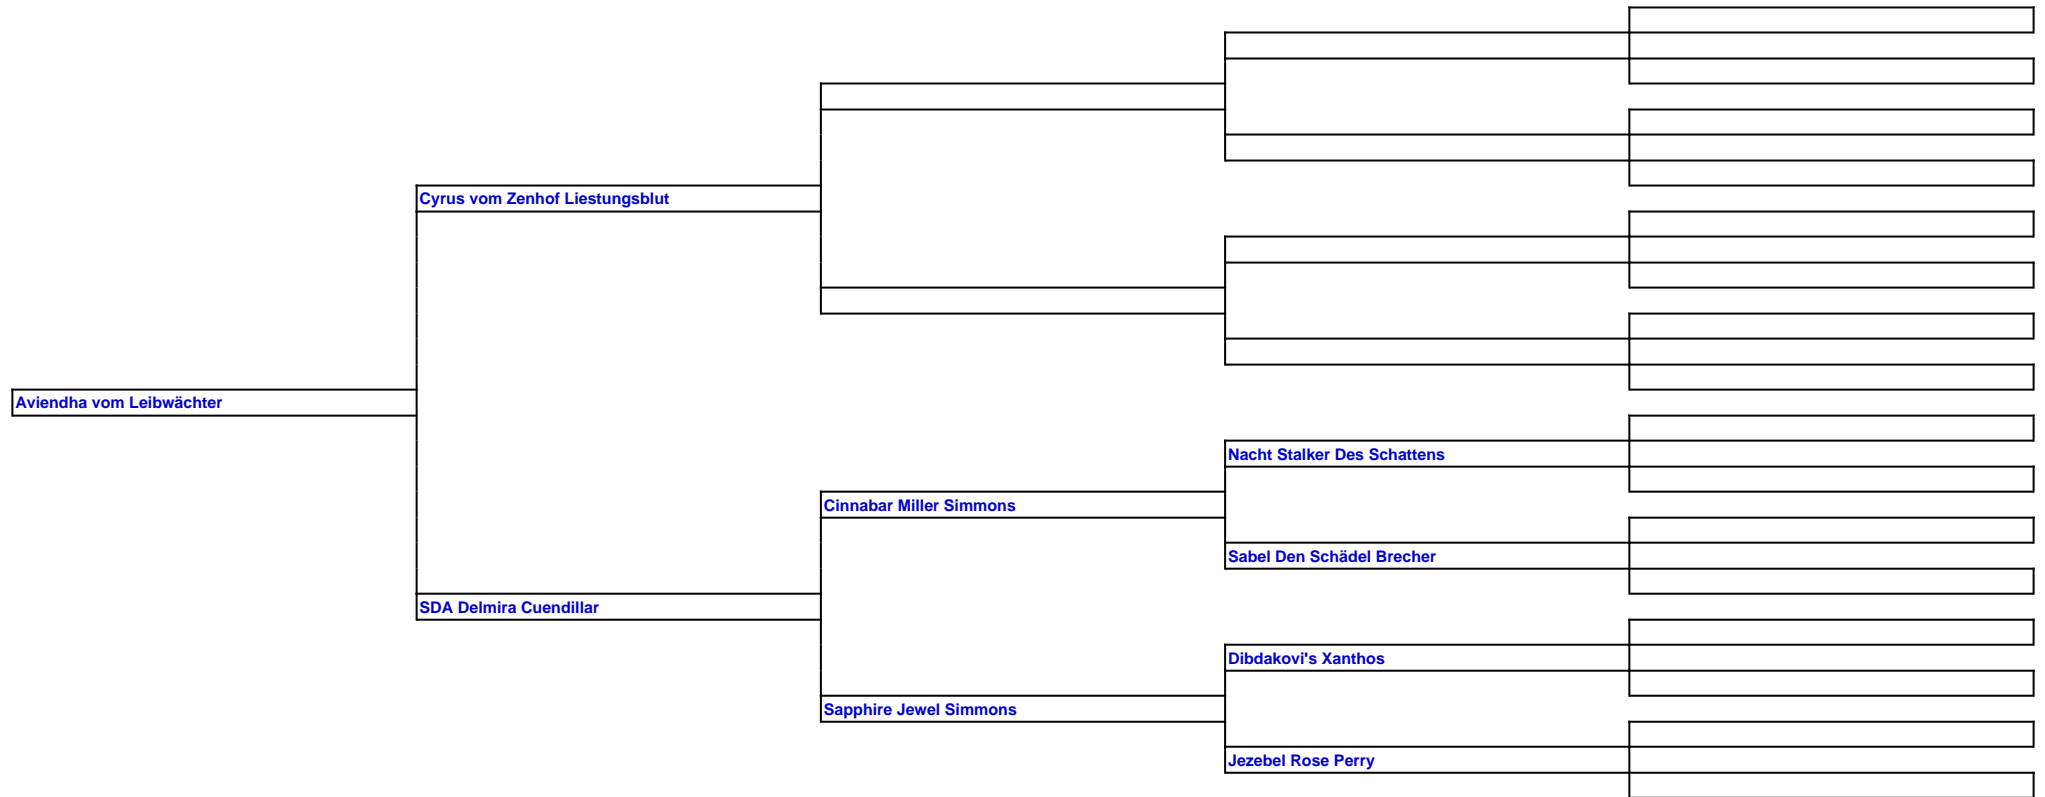 Cyrus vom Zenhof Liestungsblut
Aviendha vom Leibwächter
Nacht Stalker Des Schattens
Cinnabar Miller Simmons
Sabel Den Schädel Brecher
SDA Delmira Cuendillar
Dibdakovi's Xanthos
Sapphire Jewel Simmons
Jezebel Rose Perry